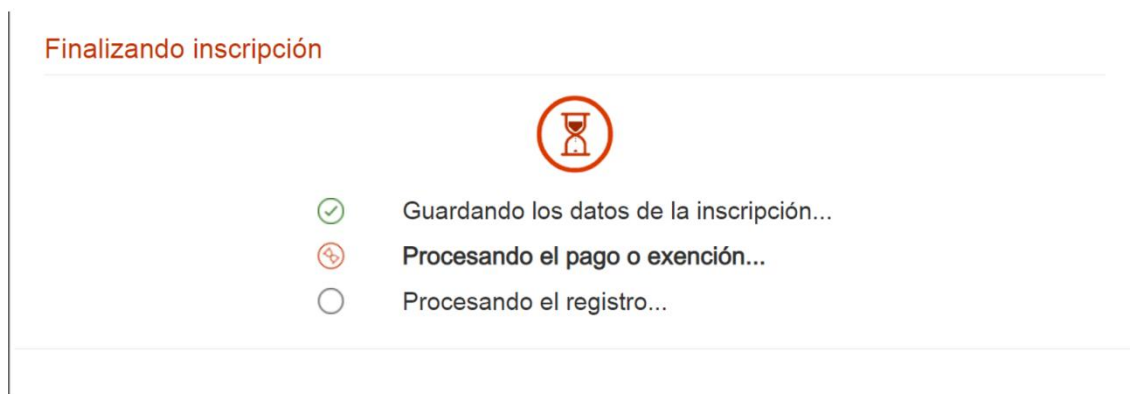 Finalizando inscripción
Guardando los datos de la inscripción...
Procesando el pago o exención...
Procesando el registro...